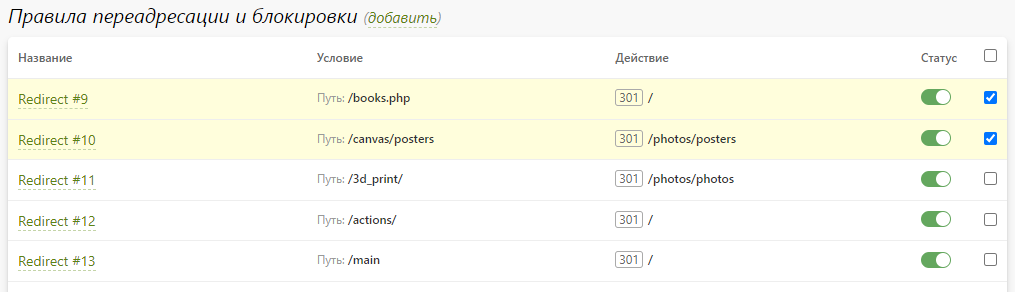 Правила переадресации и блокировки (добавить)
Название Условие Действие Статус
Redirect #9 Путь: /books.php 301 /
Redirect #10 Путь: /canvas/posters 301 /photos/posters
Redirect #11 Путь: /3d_print/ 301 /photos/photos
Redirect #12 Путь: /actions/ 301 /
Redirect #13 Путь: /main 301 /